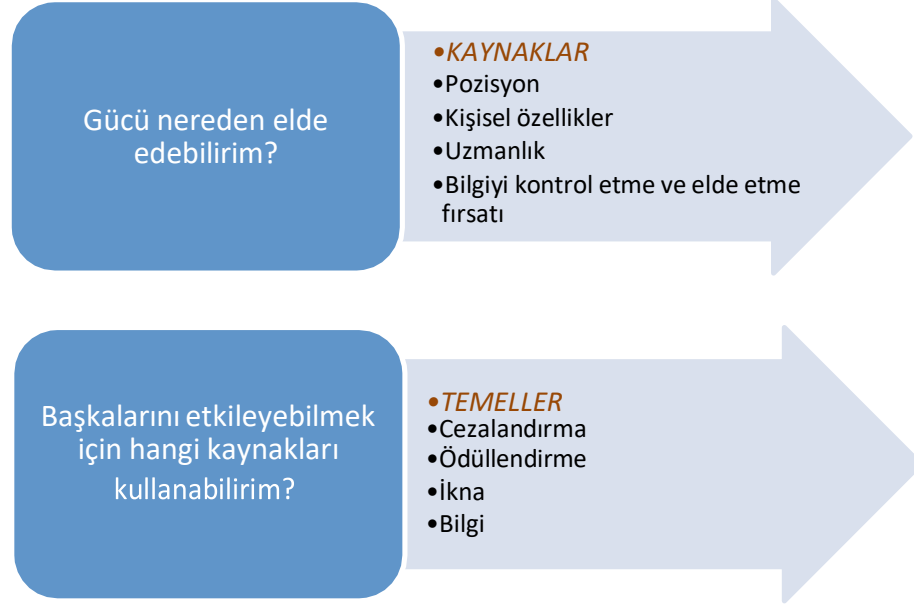 Gücü nereden elde
edebilirim?
•KAYNAKLAR
•Pozisyon
•Kişisel özellikler
•Uzmanlık
•Bilgiyi kontrol etme ve elde etme
fırsatı
Başkalarını etkileyebilmek
için hangi kaynakları
kullanabilirim?
•TEMELLER
•Cezalandırma
•Ödüllendirme
•İkna
•Bilgi